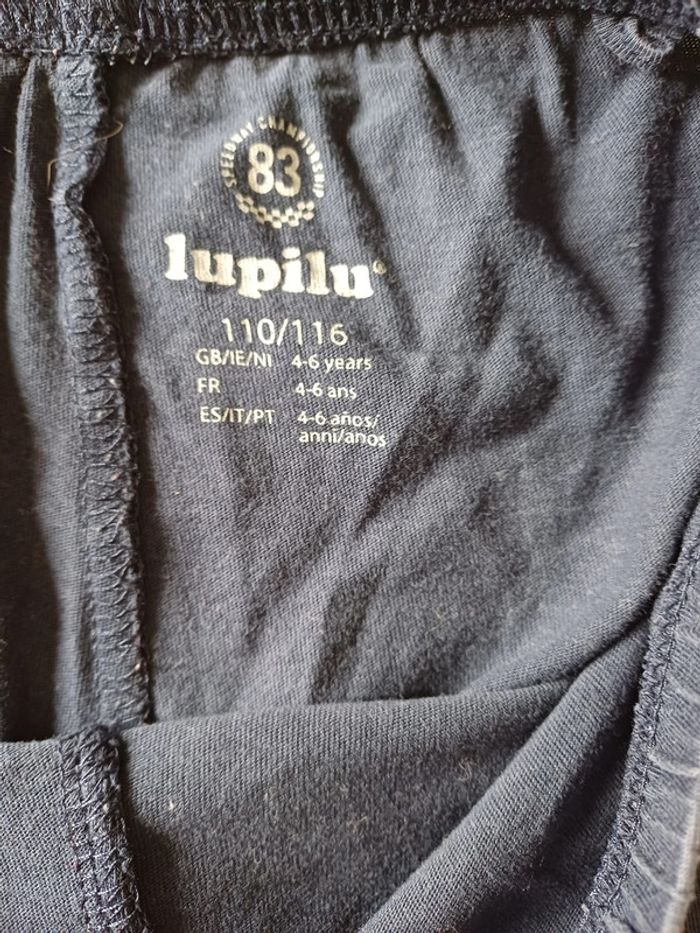 SPEEDWAY CHAMPIONSHIP
83
lupilu®
110/116
GB/IE/NI 4-6 years
FR 4-6 ans
ES/IT/PT 4-6 años/
anni/anos